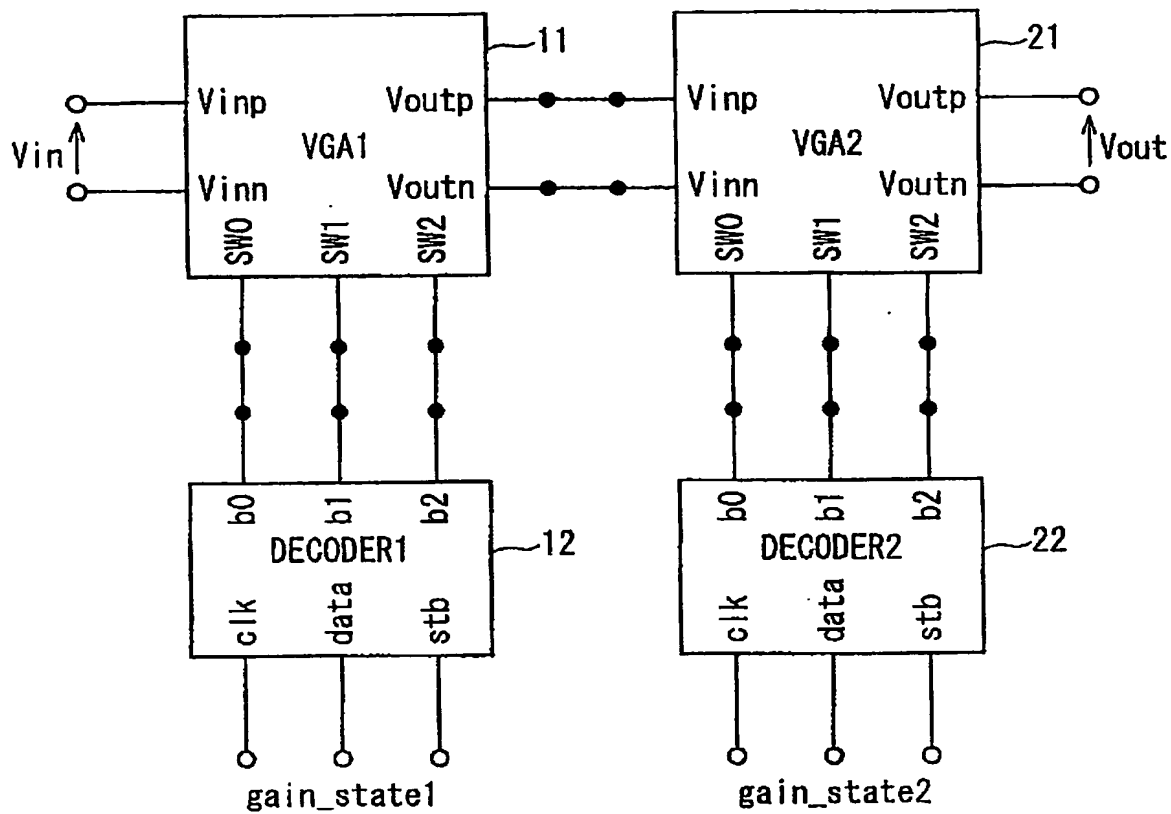 11
21
Vinp
Voutp
Vinp
Voutp
Vin
VGA1
VGA2
Vout
Vinn
Voutn
Vinn
Voutn
SW0
SW1
SW2
SW0
SW1
SW2
b0
b1
b2
b0
b1
b2
DECODER1
12
DECODER2
22
clk
data
stb
clk
data
stb
gain_state1
gain_state2